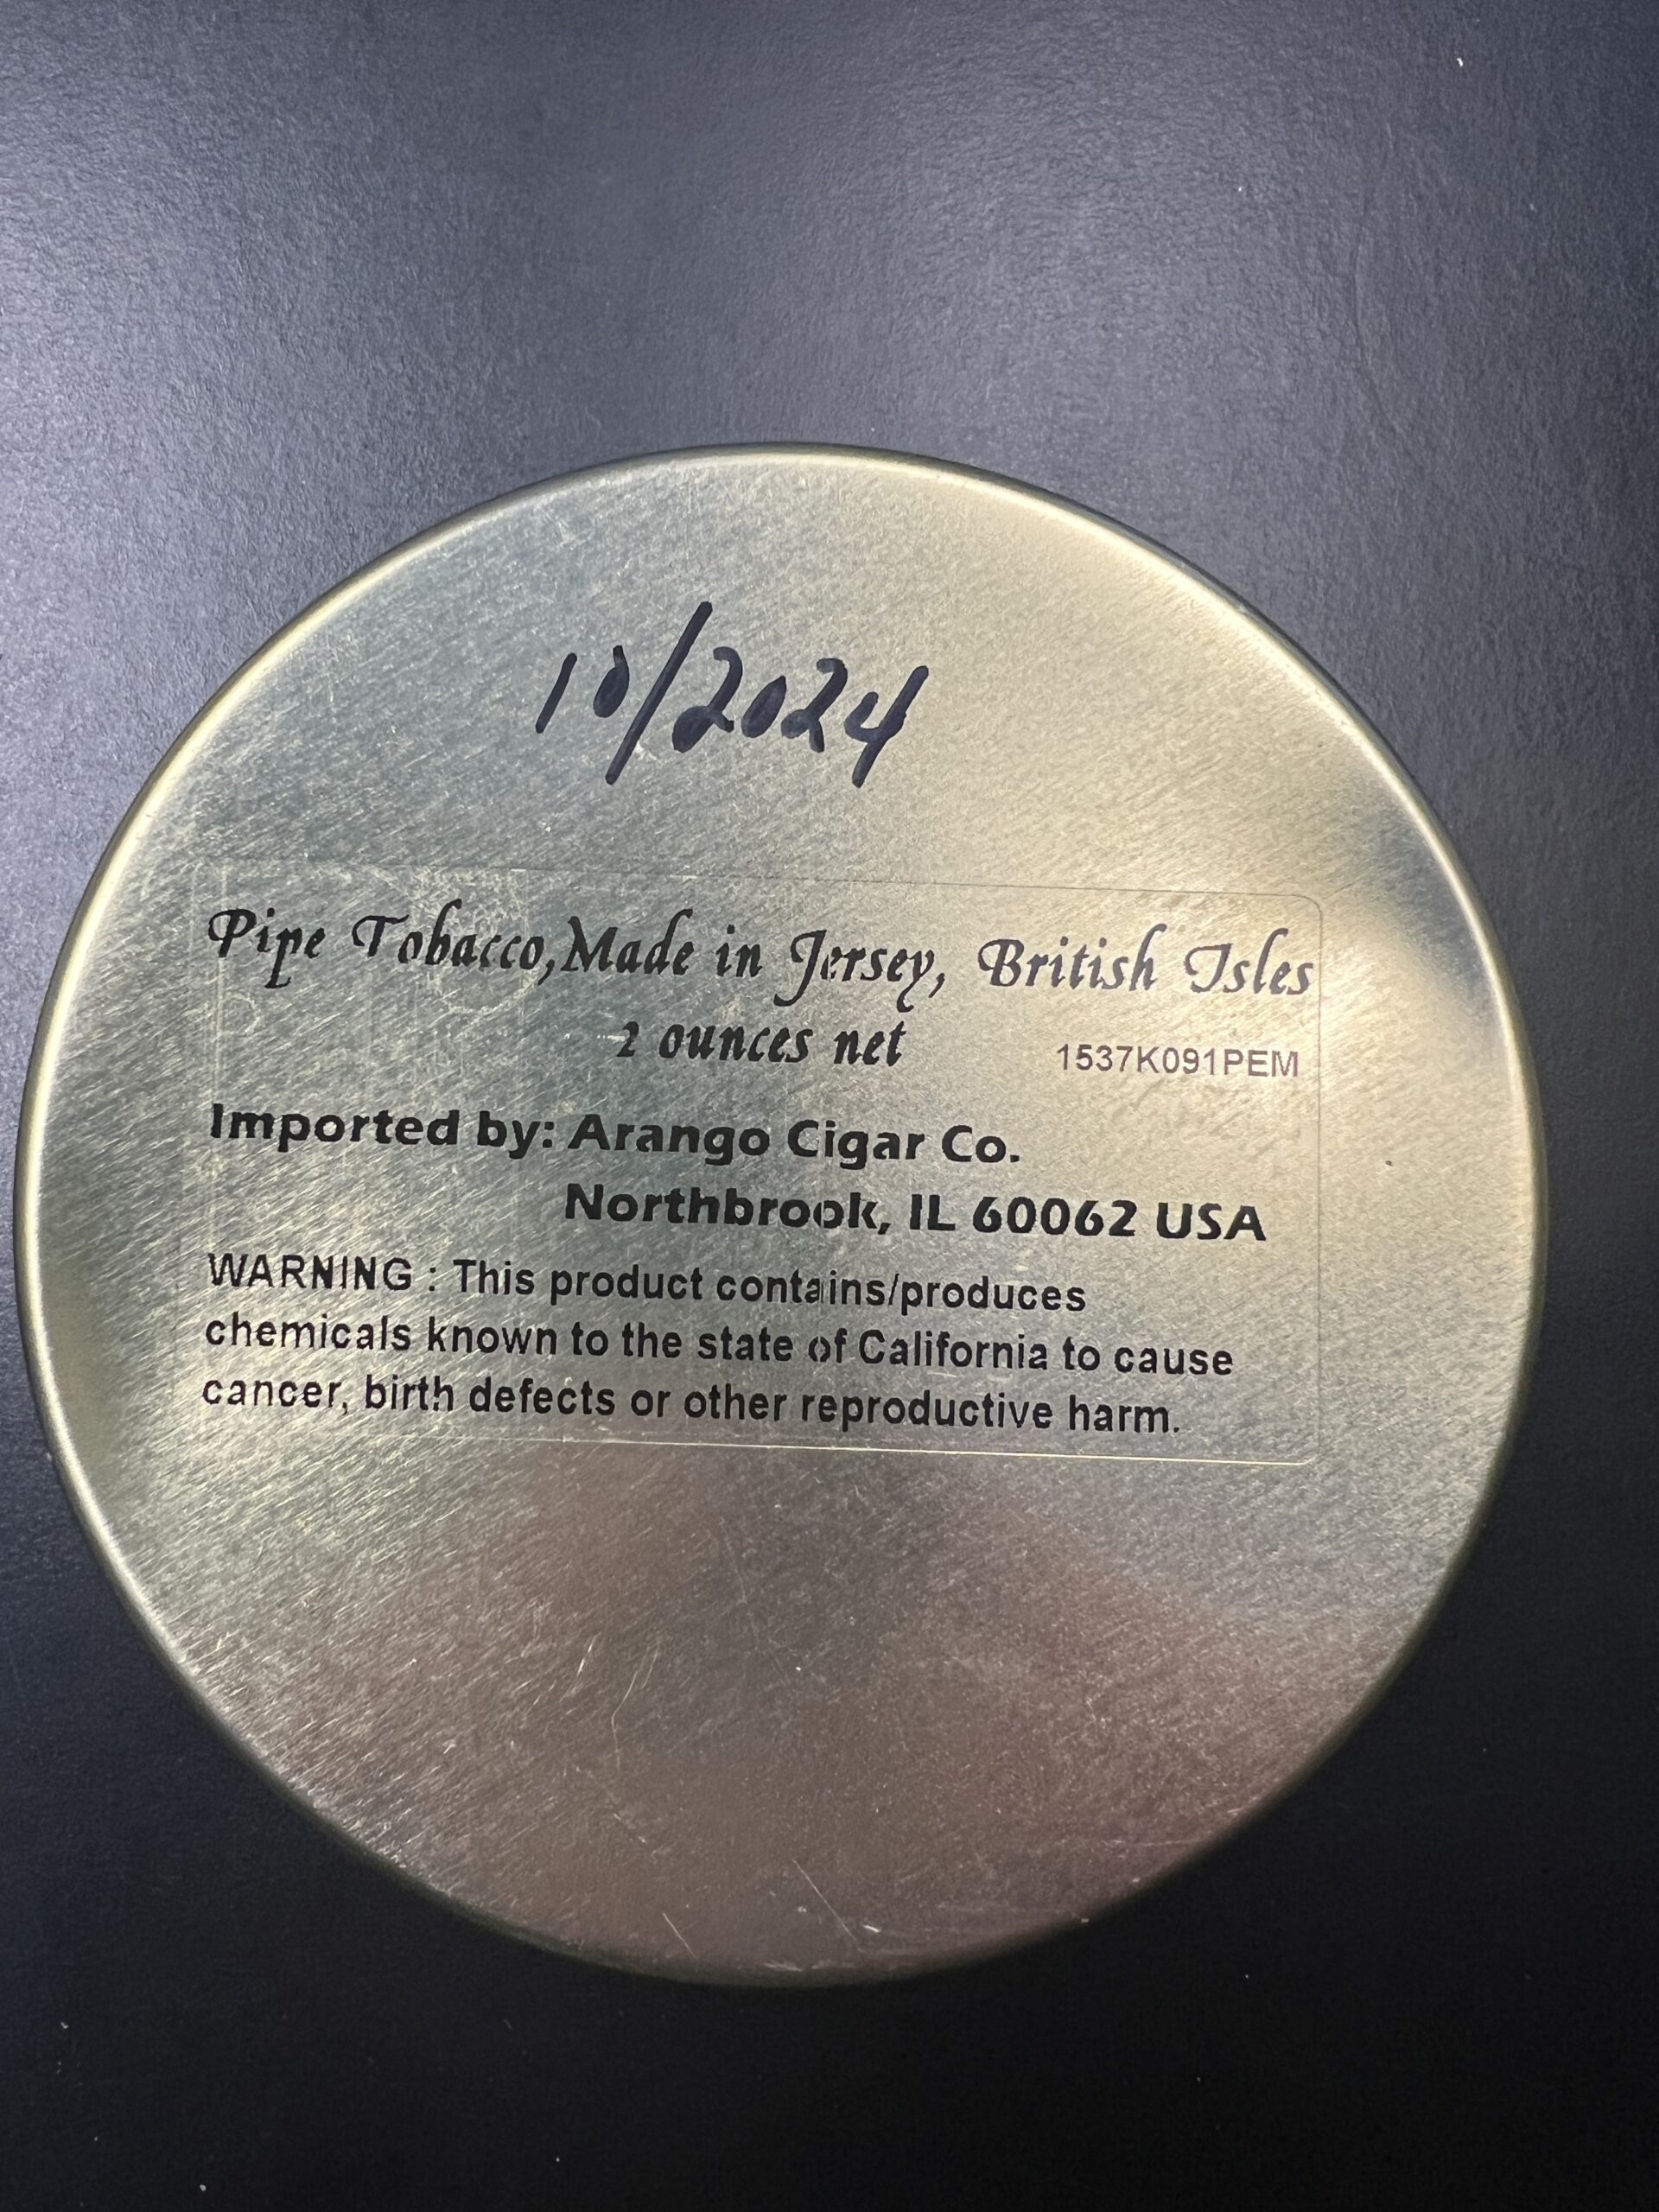 10/2024
Pipe Tobacco,Made in Jersey, British Isles
2 ounces net 1537K091PEM
Imported by: Arango Cigar Co.
Northbrook, IL 60062 USA
WARNING : This product contains/produces
chemicals known to the state of California to cause
cancer, birth defects or other reproductive harm.